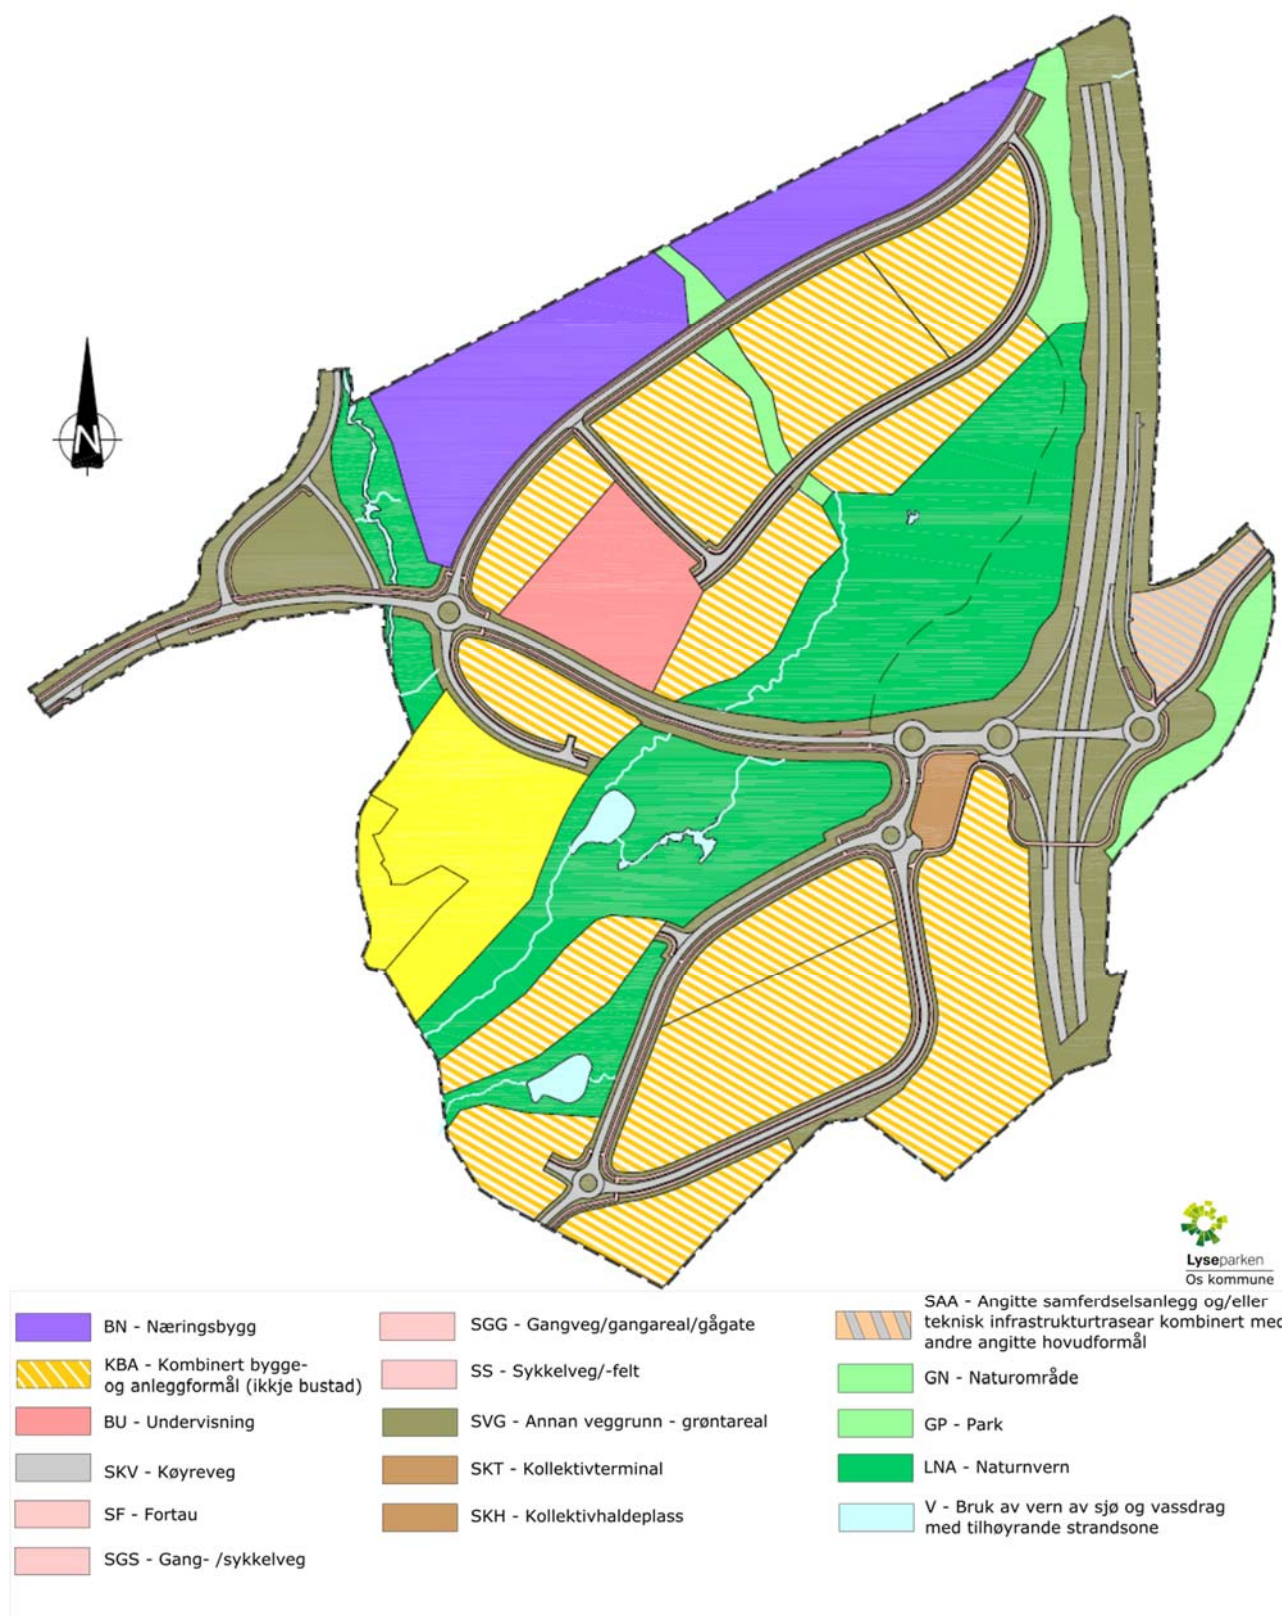 N
Lyseparken
Os kommune
BN - Næringsbygg
KBA - Kombinert bygge-
og anleggformål (ikkje bustad)
BU - Undervisning
SKV - Køyreveg
SF - Fortau
SGS - Gang- /sykkelveg
SGG - Gangveg/gangareal/gågate
SS - Sykkelveg/-felt
SVG - Annan veggrunn - grøntareal
SKT - Kollektivterminal
SKH - Kollektivhaldeplass
SAA - Angitte samferdselsanlegg og/eller
teknisk infrastrukturtrasear kombinert med
andre angitte hovudformål
GN - Naturområde
GP - Park
LNA - Naturnvern
V - Bruk av vern av sjø og vassdrag
med tilhøyrande strandsone